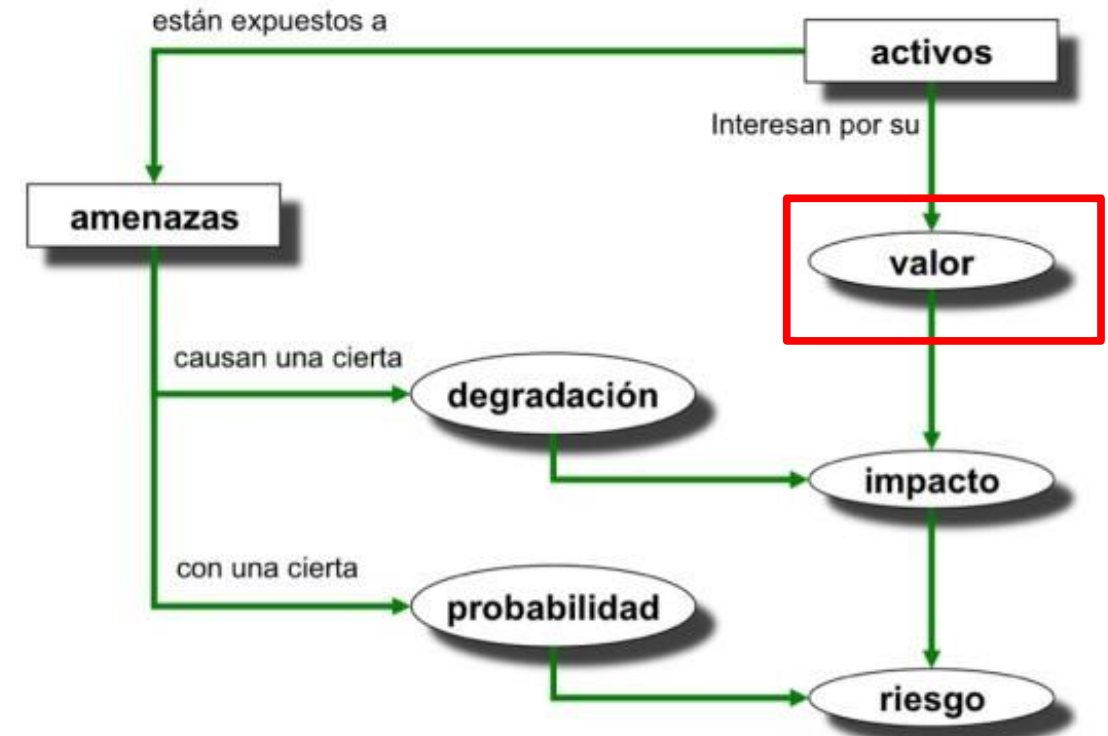 están expuestos a
activos
Interesan por su
amenazas
valor
causan una cierta
degradación
impacto
con una cierta
probabilidad
riesgo